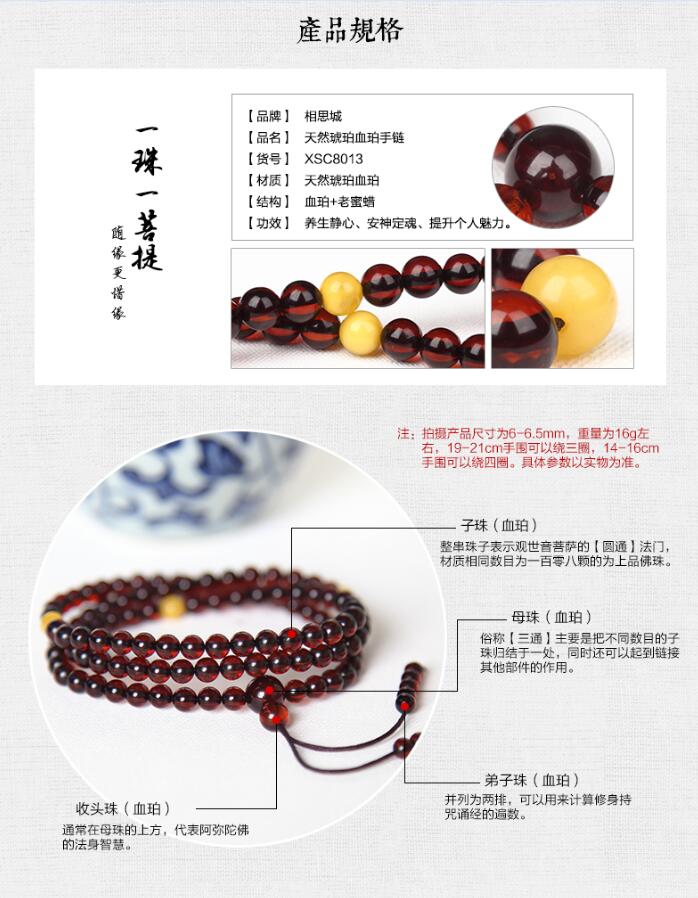 產品規格
一珠一菩提
随缘更惜缘
【品牌】 相思城
【品名】 天然琥珀血珀手链
【货号】 XSC8013
【材质】 天然琥珀血珀
【结构】 血珀+老蜜蜡
【功效】 养生静心、安神定魂、提升个人魅力。
注：拍摄产品尺寸为6-6.5mm，重量为16g左
右，19-21cm手围可以绕三圈，14-16cm
手围可以绕四圈。具体参数以实物为准。
子珠（血珀）
整串珠子表示观世音菩萨的【圆通】法门，
材质相同数目为一百零八颗的为上品佛珠。
母珠（血珀）
俗称【三通】主要是把不同数目的子
珠归结于一处，同时还可以起到链接
其他部件的作用。
弟子珠（血珀）
并列为两排，可以用来计算修身持
咒诵经的遍数。
收头珠（血珀）
通常在母珠的上方，代表阿弥陀佛
的法身智慧。